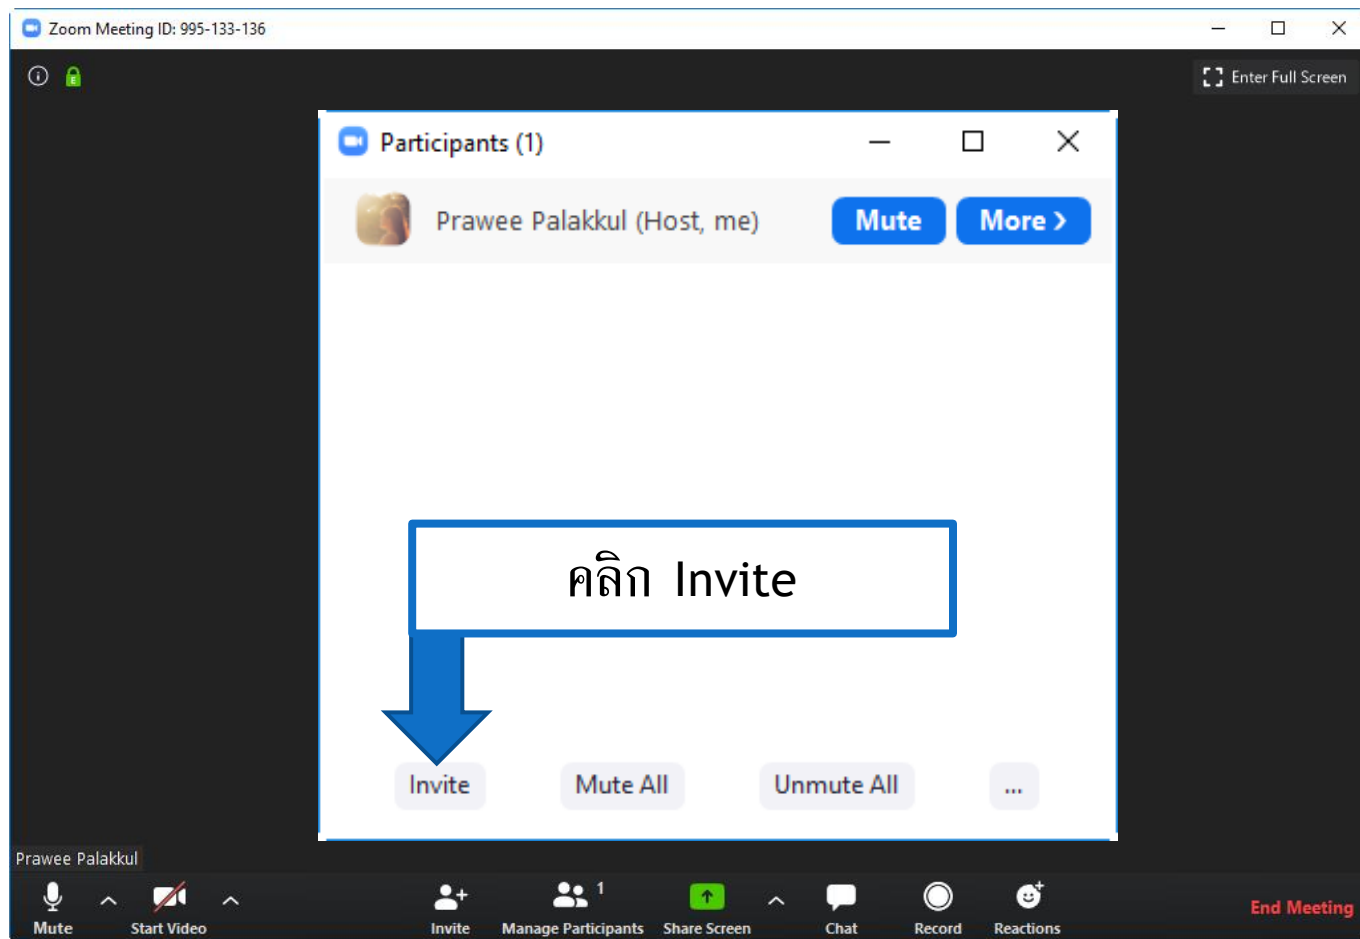 Zoom Meeting ID: 995-133-136
Enter Full Screen
Participants (1)
Prawee Palakkul (Host, me)
Mute
More >
คลิก Invite
Invite
Mute All
Unmute All
...
Prawee Palakkul
1
Mute
Start Video
Invite
Manage Participants
Share Screen
Chat
Record
Reactions
End Meeting